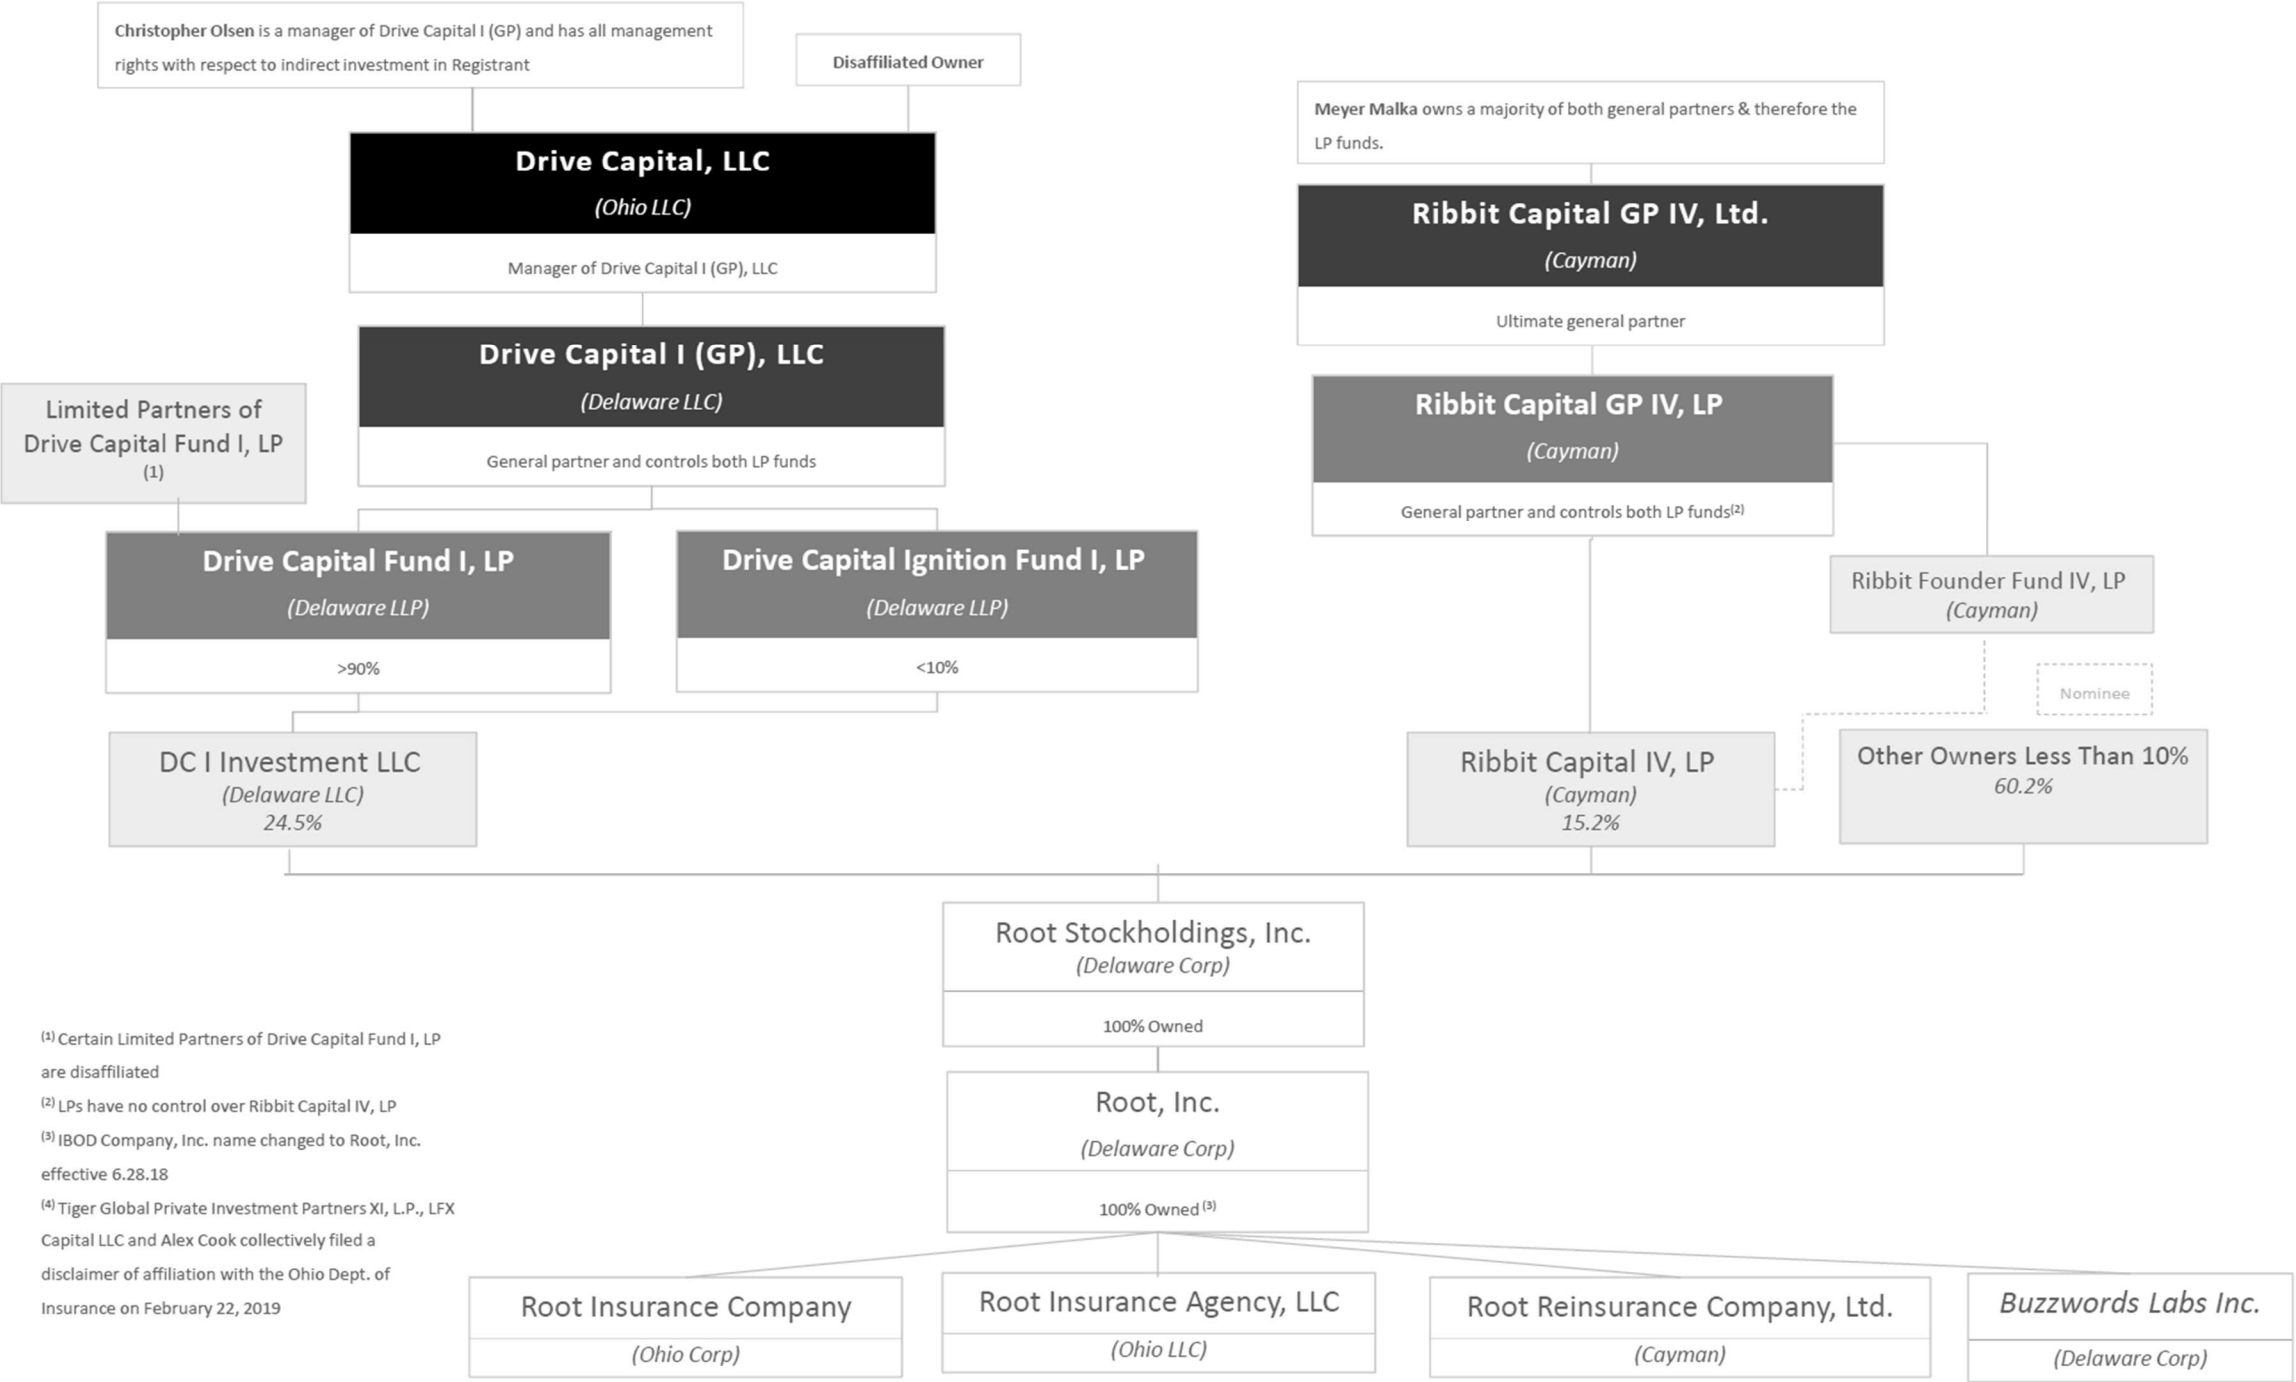 Christopher Olsen is a manager of Drive Capital I (GP) and has all management
rights with respect to indirect investment in Registrant
Disaffiliated Owner
Drive Capital, LLC
(Ohio LLC)
Manager of Drive Capital I (GP), LLC
Drive Capital I (GP), LLC
(Delaware LLC)
General partner and controls both LP funds
Limited Partners of
Drive Capital Fund I, LP
(1)
Drive Capital Fund I, LP
(Delaware LLP)
>90%
Drive Capital Ignition Fund I, LP
(Delaware LLP)
<10%
DC I Investment LLC
(Delaware LLC)
24.5%
Meyer Malka owns a majority of both general partners & therefore the
LP funds.
Ribbit Capital GP IV, Ltd.
(Cayman)
Ultimate general partner
Ribbit Capital GP IV, LP
(Cayman)
General partner and controls both LP funds(2)
Ribbit Founder Fund IV, LP
(Cayman)
Nominee
Ribbit Capital IV, LP
(Cayman)
15.2%
Other Owners Less Than 10%
60.2%
Root Stockholdings, Inc.
(Delaware Corp)
100% Owned
Root, Inc.
(Delaware Corp)
100% Owned (3)
(1) Certain Limited Partners of Drive Capital Fund I, LP
are disaffiliated
(2) LPs have no control over Ribbit Capital IV, LP
(3) IBOD Company, Inc. name changed to Root, Inc.
effective 6.28.18
(4) Tiger Global Private Investment Partners XI, L.P., LFX
Capital LLC and Alex Cook collectively filed a
disclaimer of affiliation with the Ohio Dept. of
Insurance on February 22, 2019
Root Insurance Company
(Ohio Corp)
Root Insurance Agency, LLC
(Ohio LLC)
Root Reinsurance Company, Ltd.
(Cayman)
Buzzwords Labs Inc.
(Delaware Corp)